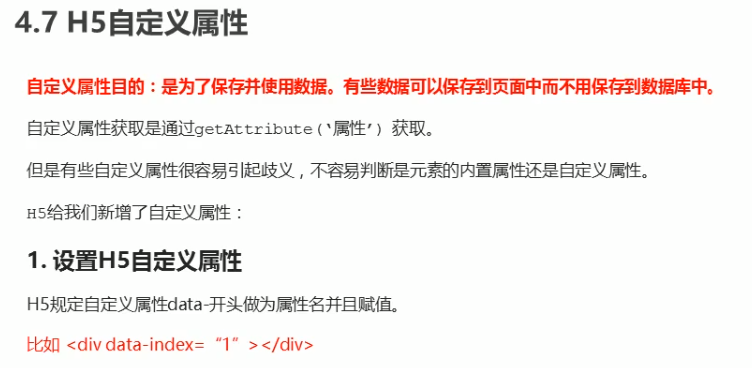 4.7 H5自定义属性
自定义属性目的：是为了保存并使用数据。有些数据可以保存到页面中而不用保存到数据库中。
自定义属性获取是通过getAttribute(‘属性’) 获取。
但是有些自定义属性很容易引起歧义，不容易判断是元素的内置属性还是自定义属性。
H5给我们新增了自定义属性：
1. 设置H5自定义属性
H5规定自定义属性data-开头做为属性名并且赋值。
比如 <div data-index=“1”></div>